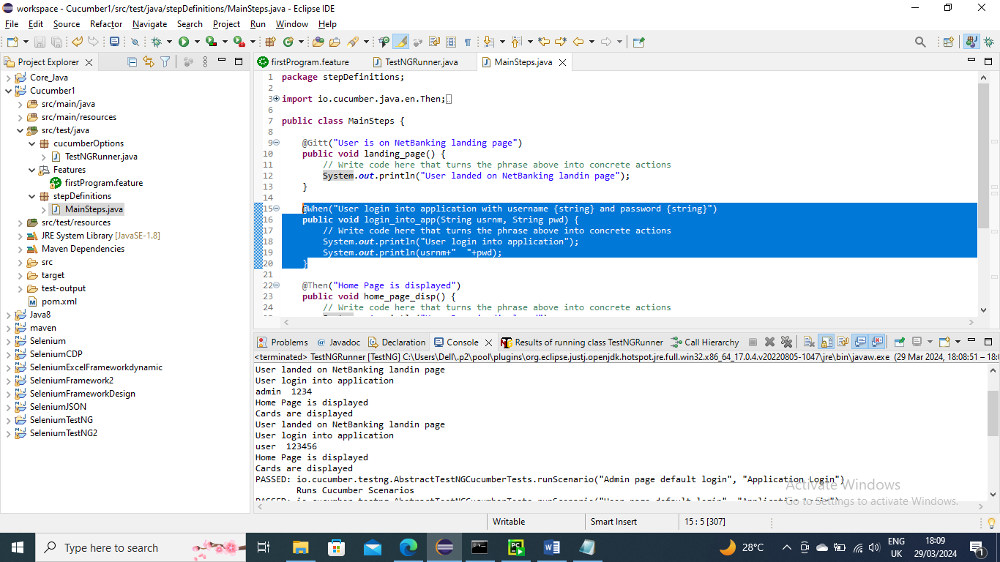 workspace - Cucumber1/src/test/java/stepDefinitions/MainSteps.java - Eclipse IDE
File Edit Source Refactor Navigate Search Project Run Window Help
Project Explorer
Core_Java
Cucumber1
src/main/java
src/main/resources
src/test/java
cucumberOptions
TestNGRunner.java
Features
firstProgram.feature
stepDefinitions
MainSteps.java
src/test/resources
JRE System Library [JavaSE-1.8]
Maven Dependencies
src
target
test-output
pom.xml
Java8
maven
Selenium
SeleniumCDP
SeleniumExcelFrameworkdynamic
SeleniumFramework2
SeleniumFrameworkDesign
SeleniumJSON
SeleniumTestNG
SeleniumTestNG2
firstProgram.feature TestNGRunner.java MainSteps.java
1 package stepDefinitions;
2
3 import io.cucumber.java.en.Then;
6
7 public class MainSteps {
8
9 @Gitt("User is on NetBanking landing page")
10 public void landing_page() {
11 // Write code here that turns the phrase above into concrete actions
12 System.out.println("User landed on NetBanking landin page");
13 }
14
15 @When("User login into application with username {string} and password {string}")
16 public void login_into_app(String usrnm, String pwd) {
17 // Write code here that turns the phrase above into concrete actions
18 System.out.println("User login into application");
19 System.out.println(usrnm+"  "+pwd);
20 }
21
22 @Then("Home Page is displayed")
23 public void home_page_disp() {
24 // Write code here that turns the phrase above into concrete actions
Problems Javadoc Declaration Console Results of running class TestNGRunner Call Hierarchy
<terminated> TestNGRunner [TestNG] C:\Users\Dell\.p2\pool\plugins\org.eclipse.justj.openjdk.hotspot.jre.full.win32.x86_64_17.0.4.v20220805-1047\jre\bin\javaw.exe (29 Mar 2024, 18:08:51 – 18:0
User landed on NetBanking landin page
User login into application
admin  1234
Home Page is displayed
Cards are displayed
User landed on NetBanking landin page
User login into application
user  123456
Home Page is displayed
Cards are displayed
PASSED: io.cucumber.testng.AbstractTestNGCucumberTests.runScenario("Admin page default login", "Application Login")
Runs Cucumber Scenarios
Activate Windows
Go to Settings to activate Windows.
Writable Smart Insert 15 : 5 [307]
Type here to search
28°C ENG UK 18:09 29/03/2024 1